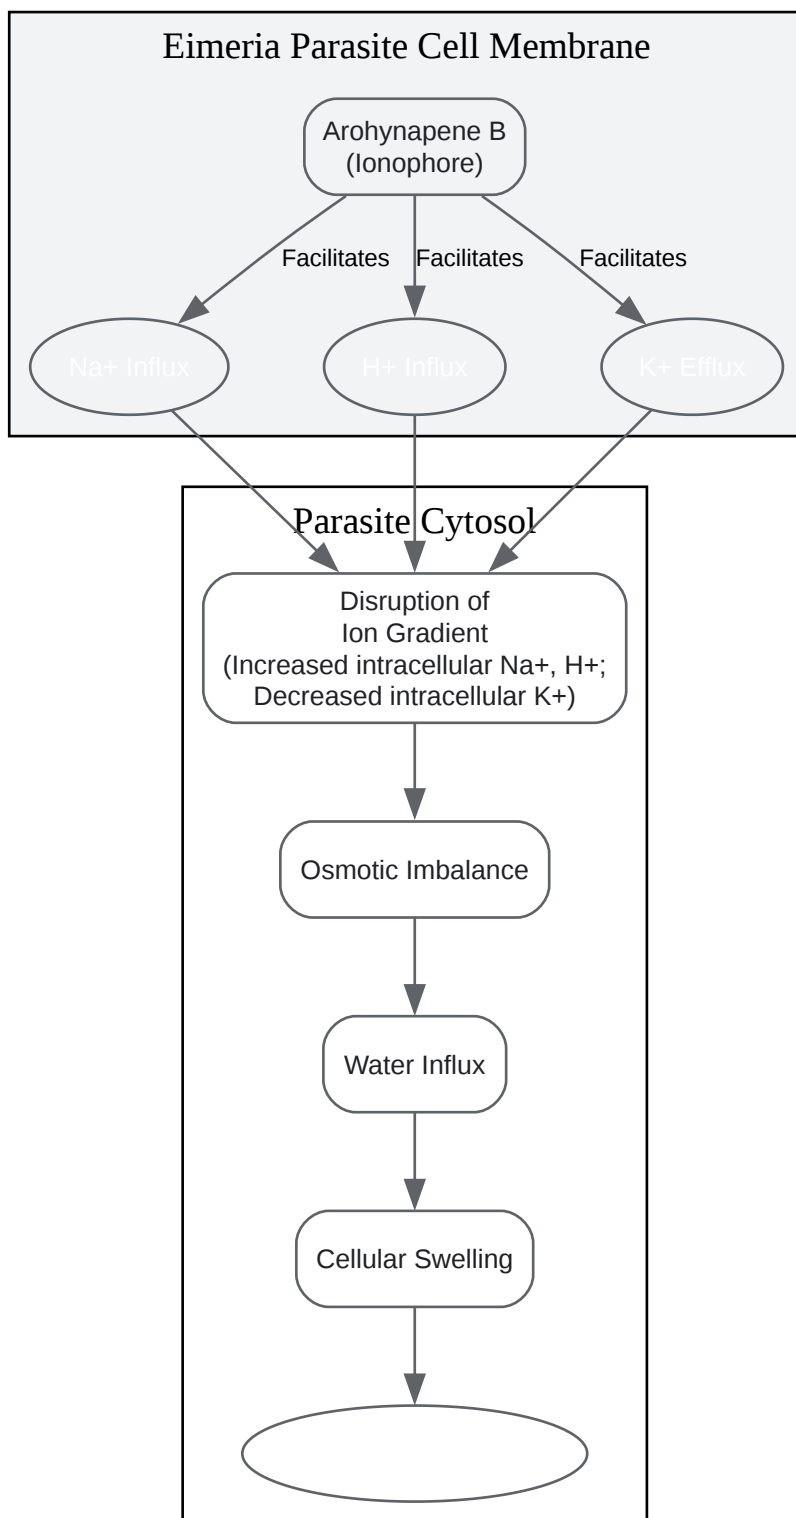 Eimeria Parasite Cell Membrane
Arohynapene B
(Ionophore)
Facilitates
Facilitates
Facilitates
Na+ Influx
H+ Influx
K+ Efflux
Parasite Cytosol
Disruption of
Ion Gradient
(Increased intracellular Na+, H+;
Decreased intracellular K+)
Osmotic Imbalance
Water Influx
Cellular Swelling